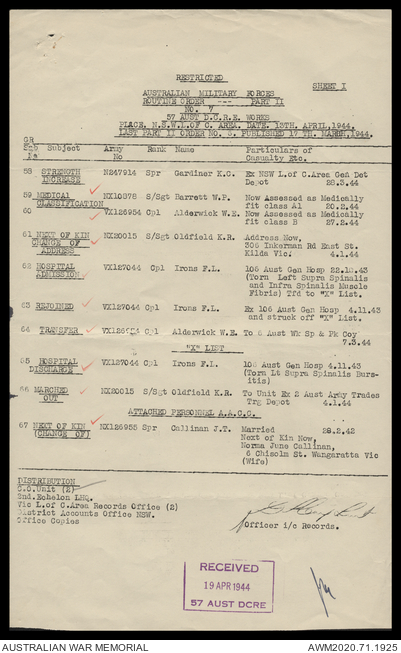 RESTRICTED
SHEET I
AUSTRALIAN MILITARY FORCES
ROUTINE ORDER --- PART II
NO. 7
57 AUST D.C.R.E. WORKS
PLACE. N.S.W.L.OF C. AREA. DATE. 13TH. APRIL, 1944.
LAST PART II ORDER NO. 6. PUBLISHED 17 TH. MARCH, 1944.
GR
Sub No Subject Army No Rank Name Particulars of Casualty Etc.
58 STRENGTH INCREASE N247914 Spr Gardiner K.C. Ex NSW L.of C.Area Gen Det
Depot 28.3.44
59 MEDICAL CLASSIFICATION NX10878 S/Sgt Barrett W.P. Now Assessed as Medically
fit class A1 20.2.44
60 VX126954 Cpl Alderwick W.E. Now Assessed as Medically
fit class B 27.2.44
61 NEXT OF KIN CHANGE OF ADDRESS NX20015 S/Sgt Oldfield K.R. Address Now,
306 Inkerman Rd East St.
Kilda Vic. 4.1.44
62 HOSPITAL ADMISSION VX127044 Cpl Irons F.L. 106 Aust Gen Hosp 22.10.43
(Torn Left Supra Spinalis
and Infra Spinalis Muscle
Fibris) Tfd to "X" List.
63 REJOINED VX127044 Cpl Irons F.L. Ex 106 Aust Gen Hosp 4.11.43
and struck off "X" List.
64 TRANSFER Cpl Alderwick W.E. To 6 Aust Wk Sp & Pk Coy
7.3.44
"X" LIST
65 HOSPITAL DISCHARGE VX127044 Cpl Irons F.L. 106 Aust Gen Hosp 4.11.43
(Torn Lt Supra Spinalis Burs-
itis)
66 MARCHED OUT NX20015 S/Sgt Oldfield K.R. To Unit Ex 2 Aust Army Trades
Trg Depot 4.1.44
ATTACHED PERSONNEL A.A.C.C.
67 NEXT OF KIN (CHANGE OF) NX126955 Spr Callinan J.T. Married 29.2.42
Next of Kin Now,
Norma June Callinan,
6 Chisolm St. Wangaratta Vic
(Wife)
DISTRIBUTION
O.C.Unit (2)
2nd.Echelon LHQ.
Vic L.of C.Area Records Office (2)
District Accounts Office NSW.
Office Copies
Officer i/c Records.
RECEIVED
19 APR 1944
57 AUST DCRE
AUSTRALIAN WAR MEMORIAL
AWM2020.71.1925